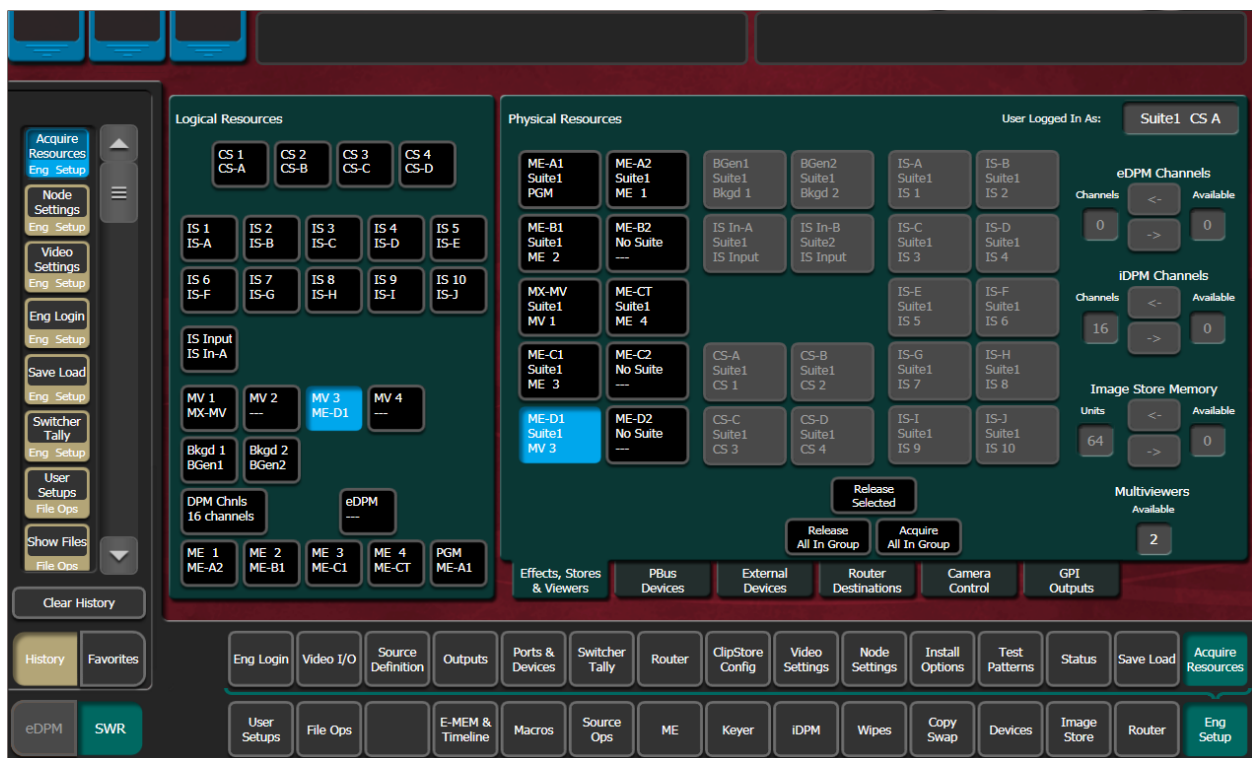 Acquire
Resources
Eng Setup
Node
Settings
Eng Setup
Video
Settings
Eng Setup
Eng Login
Eng Setup
Save Load
Eng Setup
Switcher
Tally
Eng Setup
User
Setups
File Ops
Show Files
File Ops
Clear History
History
Favorites
eDPM
SWR
Logical Resources
CS 1
CS-A
CS 2
CS-B
CS 3
CS-C
CS 4
CS-D
IS 1
IS-A
IS 2
IS-B
IS 3
IS-C
IS 4
IS-D
IS 5
IS-E
IS 6
IS-F
IS 7
IS-G
IS 8
IS-H
IS 9
IS-I
IS 10
IS-J
IS Input
IS In-A
MV 1
MX-MV
MV 2
---
MV 3
ME-D1
MV 4
---
Bkgd 1
BGen1
Bkgd 2
BGen2
DPM Chnls
16 channels
eDPM
---
ME 1
ME-A2
ME 2
ME-B1
ME 3
ME-C1
ME 4
ME-CT
PGM
ME-A1
Physical Resources
User Logged In As:
Suite1 CS A
ME-A1
Suite1
PGM
ME-A2
Suite1
ME 1
BGen1
Suite1
Bkgd 1
BGen2
Suite1
Bkgd 2
IS-A
Suite1
IS 1
IS-B
Suite1
IS 2
ME-B1
Suite1
ME 2
ME-B2
No Suite
---
IS In-A
Suite1
IS Input
IS In-B
Suite2
IS Input
IS-C
Suite1
IS 3
IS-D
Suite1
IS 4
MX-MV
Suite1
MV 1
ME-CT
Suite1
ME 4
IS-E
Suite1
IS 5
IS-F
Suite1
IS 6
ME-C1
Suite1
ME 3
ME-C2
No Suite
---
CS-A
Suite1
CS 1
CS-B
Suite1
CS 2
IS-G
Suite1
IS 7
IS-H
Suite1
IS 8
ME-D1
Suite1
MV 3
ME-D2
No Suite
---
CS-C
Suite1
CS 3
CS-D
Suite1
CS 4
IS-I
Suite1
IS 9
IS-J
Suite1
IS 10
eDPM Channels
Channels
<-
Available
0
->
0
iDPM Channels
Channels
<-
Available
16
->
0
Image Store Memory
Units
<-
Available
64
->
0
Multiviewers
Available
2
Release
Selected
Release
All In Group
Acquire
All In Group
Effects, Stores
& Viewers
PBus
Devices
External
Devices
Router
Destinations
Camera
Control
GPI
Outputs
Eng Login
Video I/O
Source
Definition
Outputs
Ports &
Devices
Switcher
Tally
Router
ClipStore
Config
Video
Settings
Node
Settings
Install
Options
Test
Patterns
Status
Save Load
Acquire
Resources
User
Setups
File Ops
E-MEM &
Timeline
Macros
Source
Ops
ME
Keyer
iDPM
Wipes
Copy
Swap
Devices
Image
Store
Router
Eng
Setup